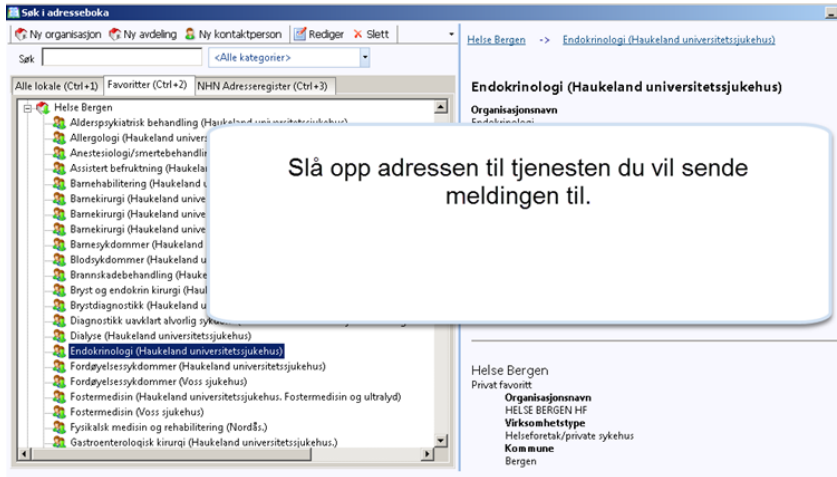 Søk i adresseboka
Ny organisasjon Ny avdeling Ny kontaktperson Rediger Slett
Søk <Alle kategorier>
Alle lokale (Ctrl+1) Favoritter (Ctrl+2) NHN Adresseregister (Ctrl+3)
Helse Bergen
Alderspsykiatrisk behandling (Haukeland universitetssjukehus)
Allergologi (Haukeland
Anestesiologi/smertebehandlin
Assistert befruktning
Barnehabilitering (Haukeland
Barnekirurgi (Haukeland unive
Barnekirurgi (Haukeland unive
Barnekirurgi (Haukeland unive
Barnesykdommer (Haukeland
Blodsykdommer (Haukeland u
Brannskadebehandling (Hauke
Bryst og endokrin kirurgi
Brystdiagnostikk (Haukeland u
Diagnostikk uavklart alvorlig
Dialyse (Haukeland universitetssjukehus)
Endokrinologi (Haukeland universitetssjukehus)
Fordøyelsessykdommer (Haukeland universitetssjukehus)
Fordøyelsessykdommer (Voss sjukehus)
Fostermedisin (Haukeland universitetssjukehus. Fostermedisin og ultralyd)
Fostermedisin (Voss sjukehus)
Fysikalsk medisin og rehabilitering (Nordås.)
Gastroenterologisk kirurgi (Haukeland universitetssjukehus.)
Helse Bergen -> Endokrinologi (Haukeland universitetssjukehus)
Endokrinologi (Haukeland universitetssjukehus)
Organisasjonsnavn
Endokrinologi
Slå opp adressen til tjenesten du vil sende
meldingen til.
Helse Bergen
Privat favoritt
Organisasjonsnavn
HELSE BERGEN HF
Virksomhetstype
Helseforetak/private sykehus
Kommune
Bergen